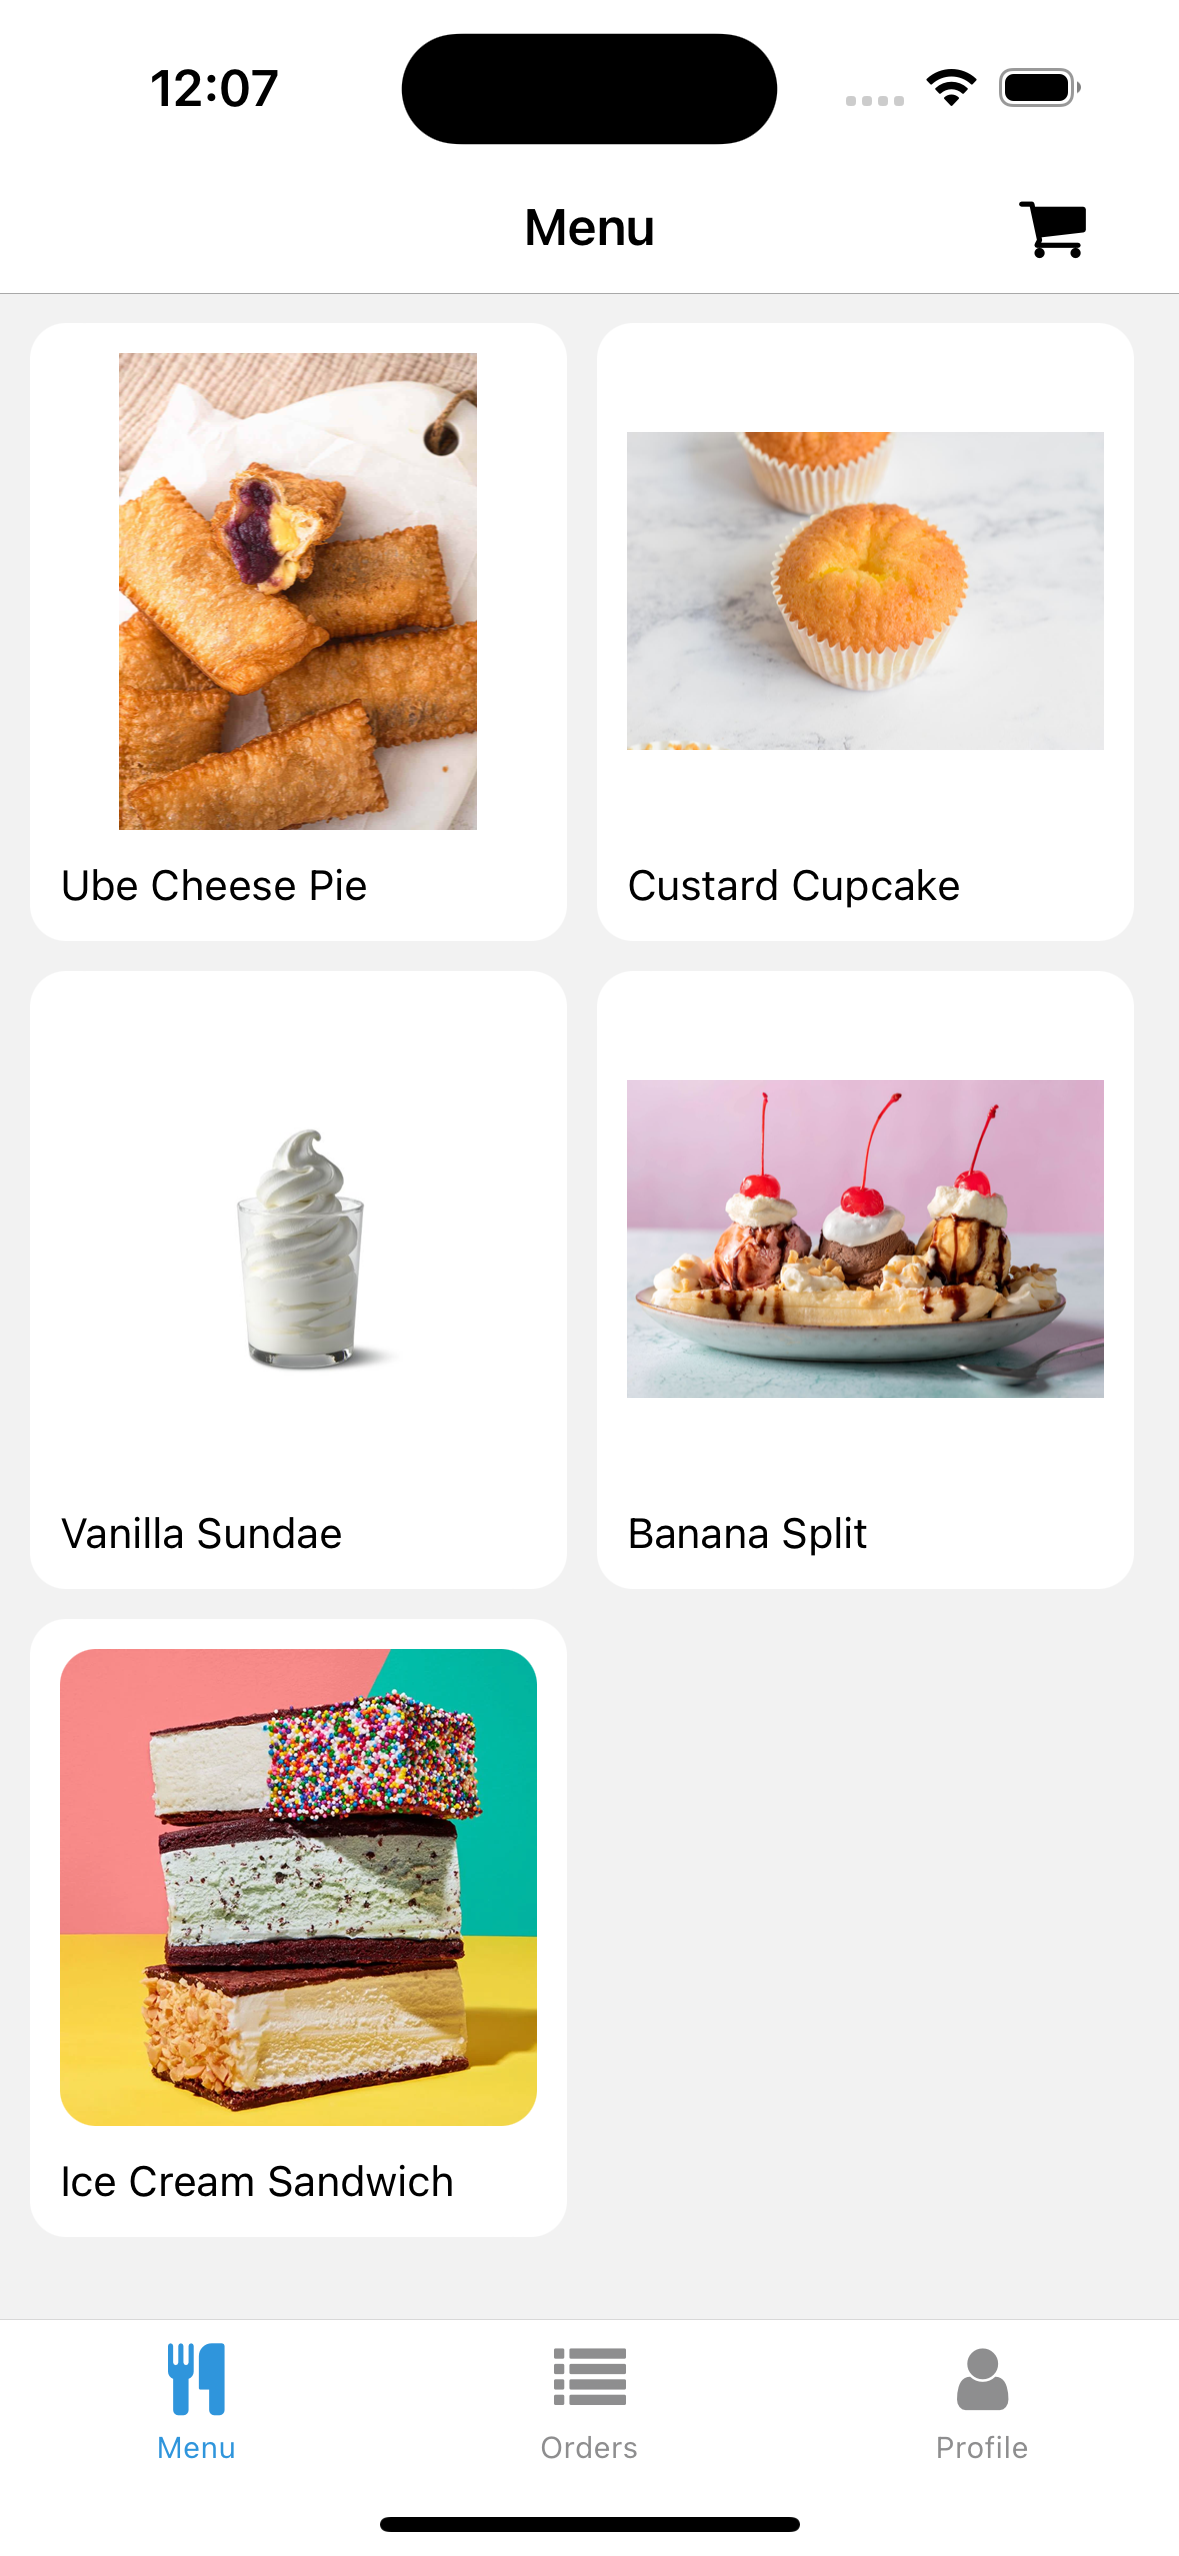 12:07
Menu
Ube Cheese Pie
Custard Cupcake
Vanilla Sundae
Banana Split
Ice Cream Sandwich
Menu
Orders
Profile